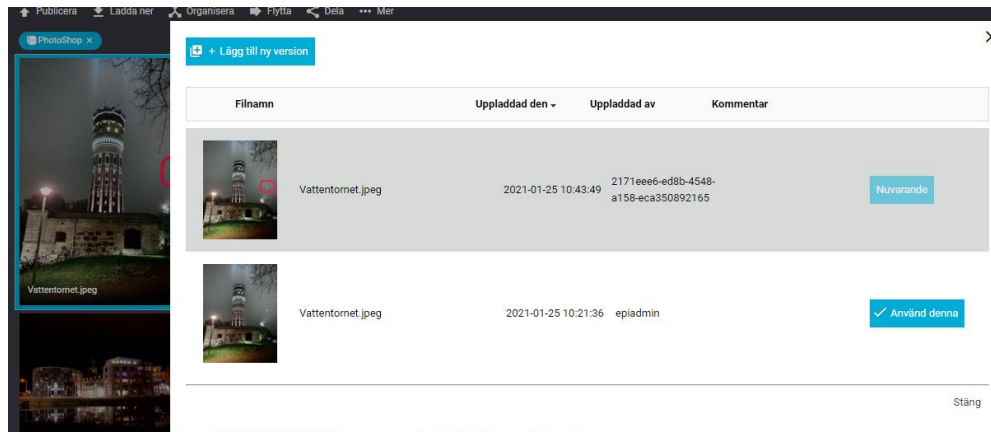 Publicera Ladda ner Organisera Flytta Dela ••• Mer
PhotoShop ×
+ Lägg till ny version
Filnamn Uppladdad den Uppladdad av Kommentar
Vattentornet.jpeg 2021-01-25 10:43:49 2171eee6-ed8b-4548-
a158-eca350892165 Nuvarande
Vattentornet.jpeg
Vattentornet.jpeg 2021-01-25 10:21:36 epiadmin Använd denna
Stäng